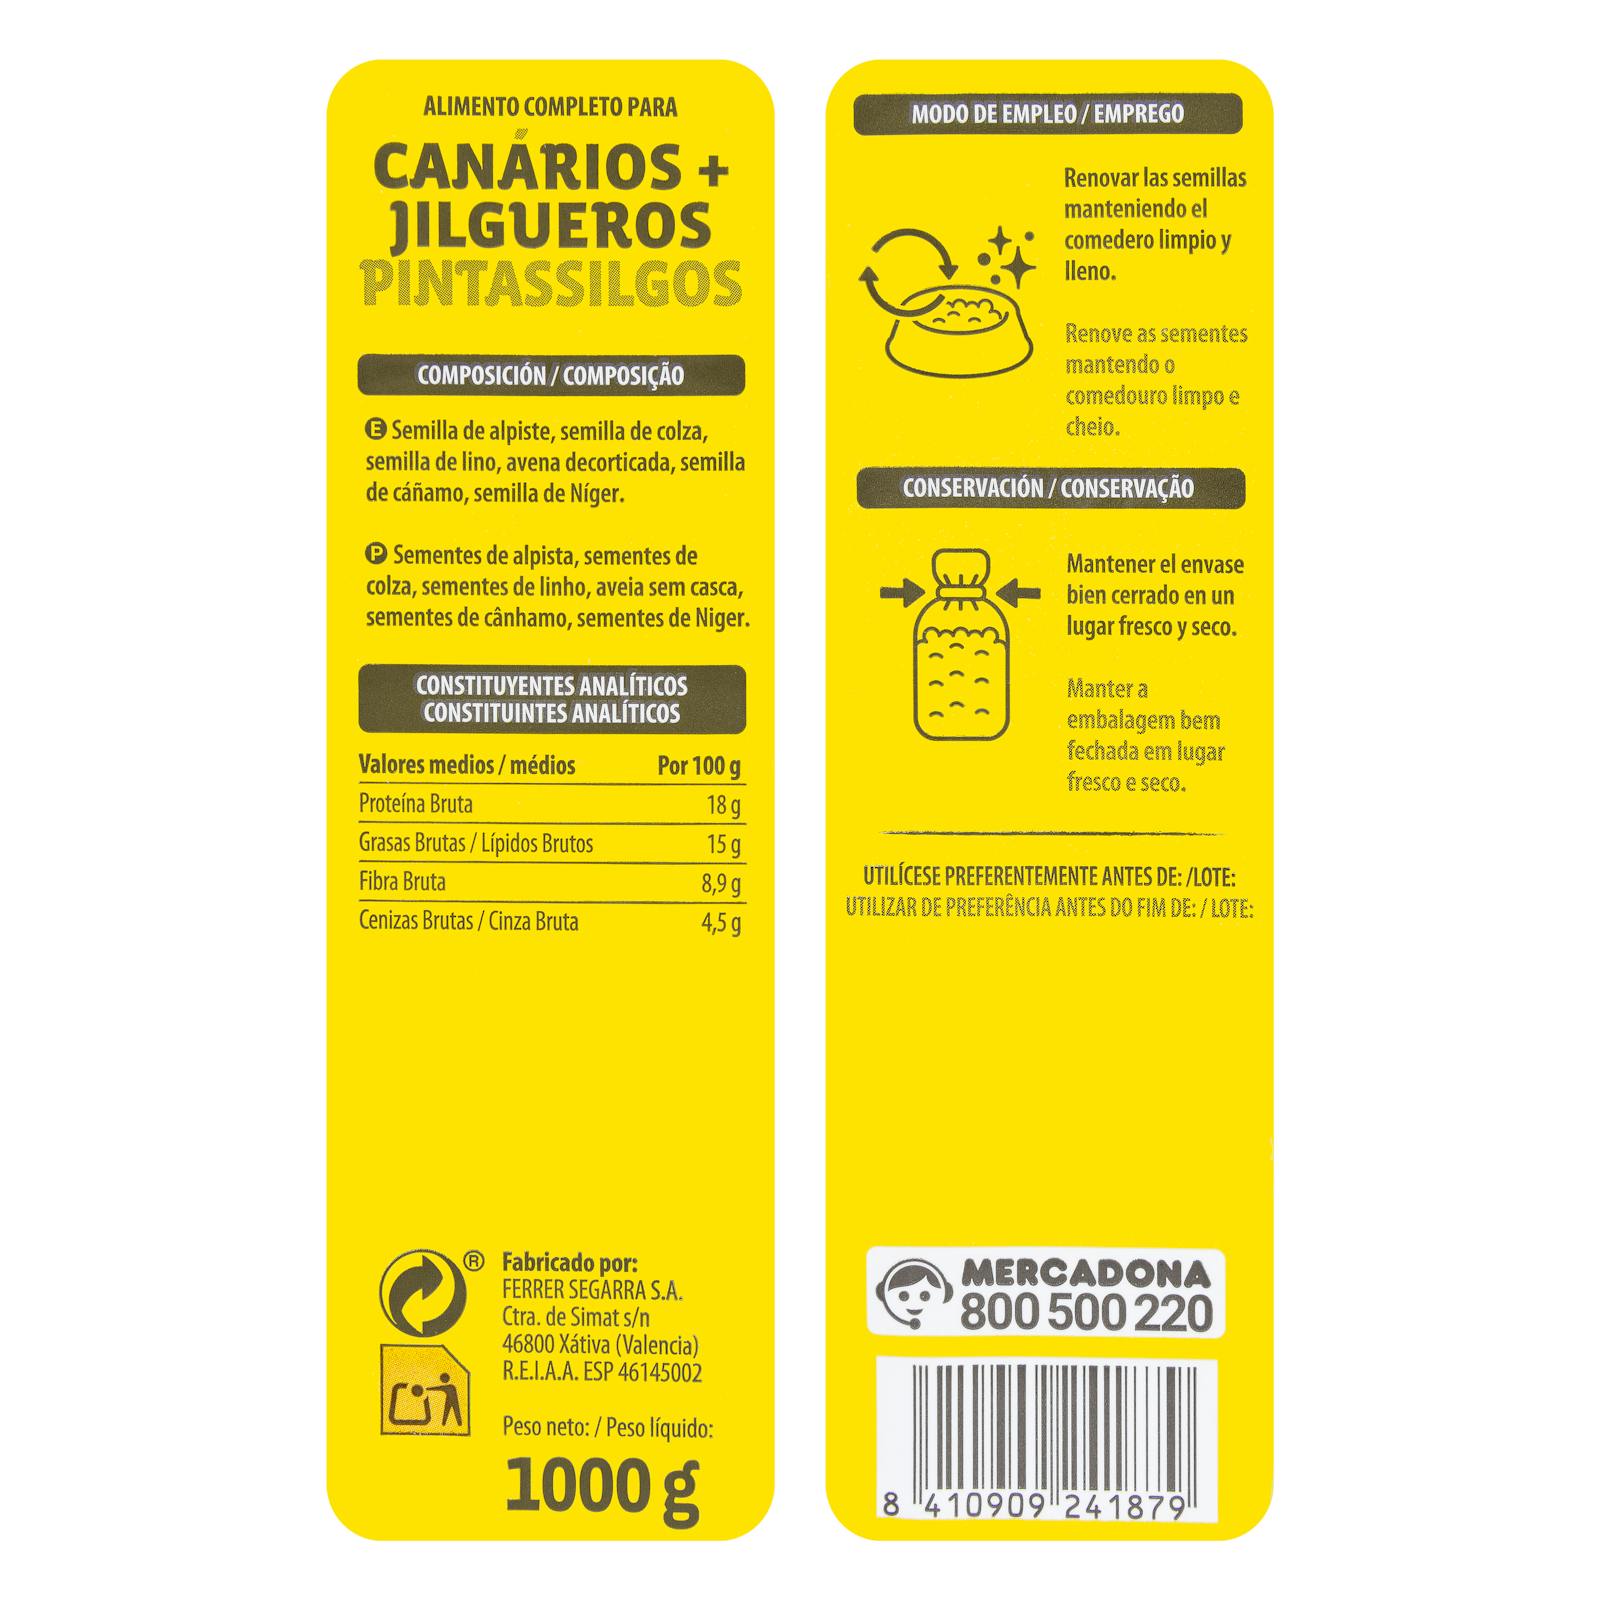 ALIMENTO COMPLETO PARA
CANÁRIOS +
JILGUEROS
PINTASSILGOS
COMPOSICIÓN / COMPOSIÇÃO
E Semilla de alpiste, semilla de colza,
semilla de lino, avena decorticada, semilla
de cáñamo, semilla de Níger.
P Sementes de alpista, sementes de
colza, sementes de linho, aveia sem casca,
sementes de cânhamo, sementes de Niger.
CONSTITUYENTES ANALÍTICOS
CONSTITUINTES ANALÍTICOS
Valores medios / médios Por 100 g
Proteína Bruta 18 g
Grasas Brutas / Lípidos Brutos 15 g
Fibra Bruta 8,9 g
Cenizas Brutas / Cinza Bruta 4,5 g
®
Fabricado por:
FERRER SEGARRA S.A.
Ctra. de Simat s/n
46800 Xátiva (Valencia)
R.E.I.A.A. ESP 46145002
Peso neto: / Peso líquido:
1000 g
MODO DE EMPLEO / EMPREGO
Renovar las semillas
manteniendo el
comedero limpio y
lleno.
Renove as sementes
mantendo o
comedouro limpo e
cheio.
CONSERVACIÓN / CONSERVAÇÃO
Mantener el envase
bien cerrado en un
lugar fresco y seco.
Manter a
embalagem bem
fechada em lugar
fresco e seco.
UTILÍCESE PREFERENTEMENTE ANTES DE: /LOTE:
UTILIZAR DE PREFERÊNCIA ANTES DO FIM DE: / LOTE:
MERCADONA
800 500 220
8 410909 241879